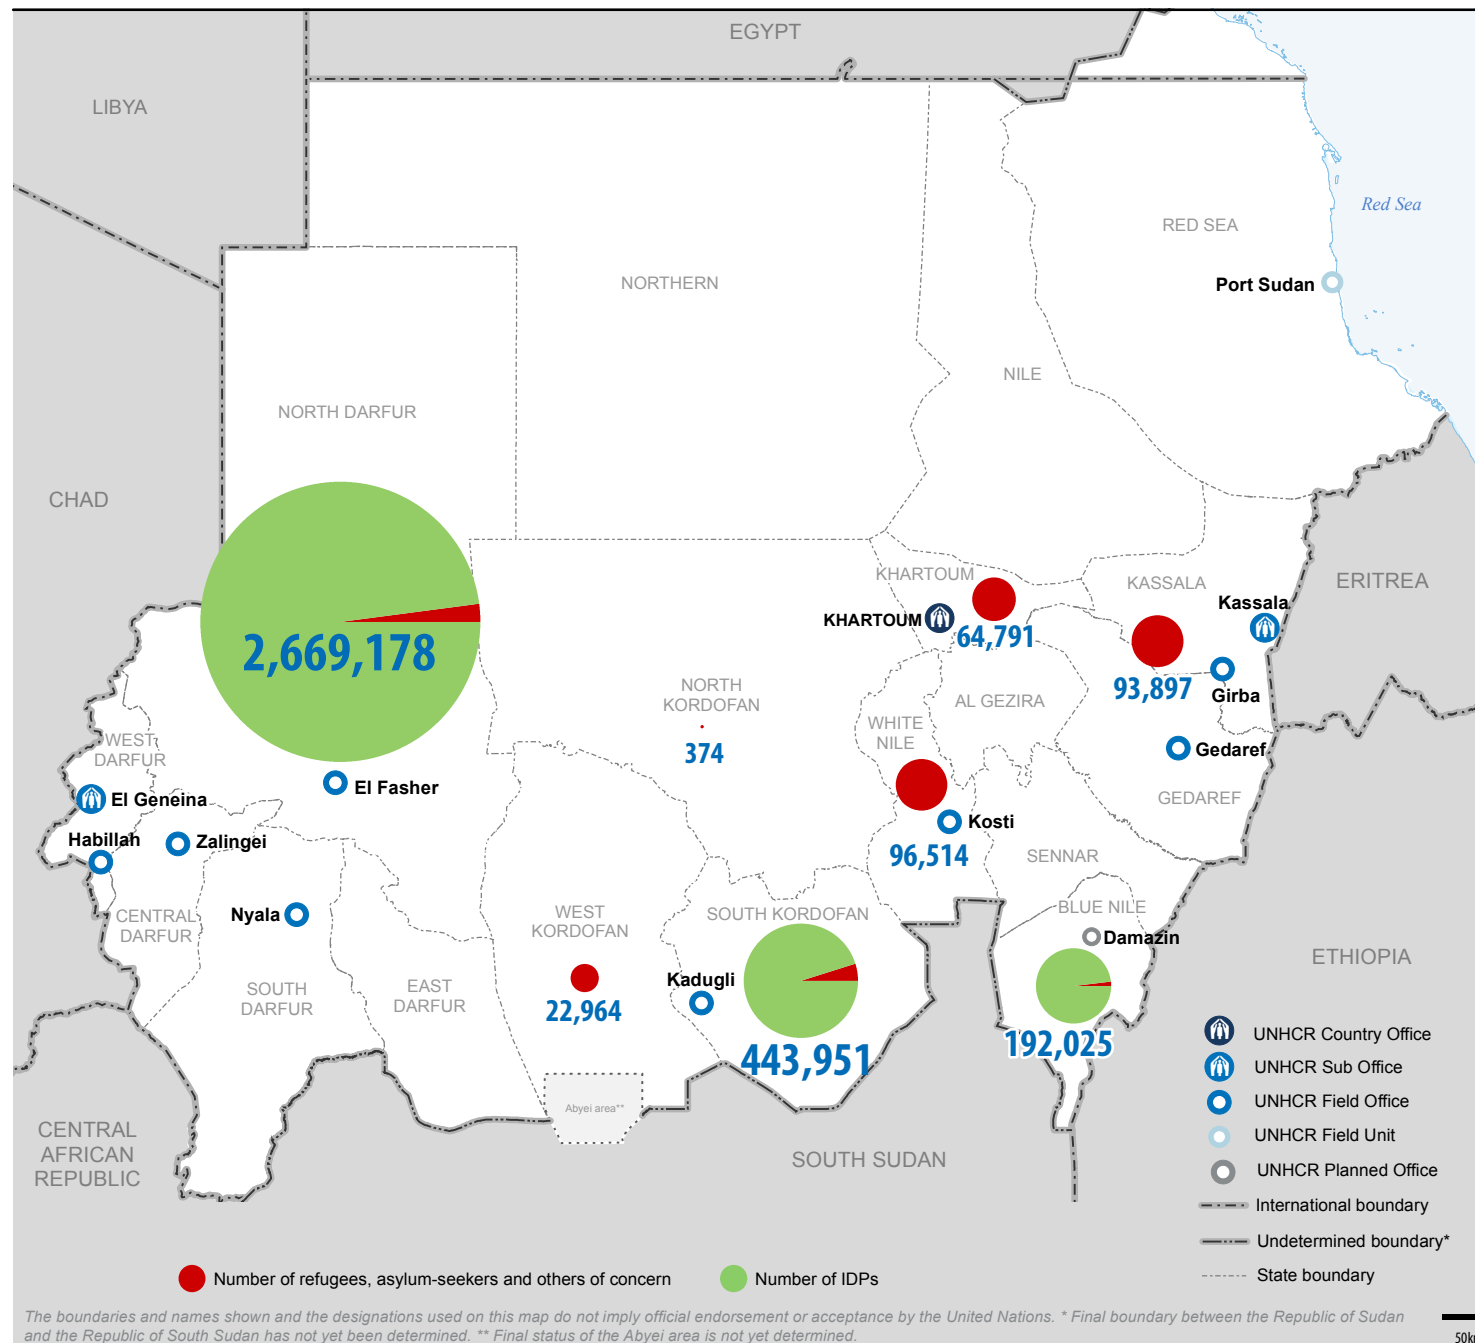 EGYPT
LIBYA
Red Sea
RED SEA
Port Sudan
NORTHERN
NILE
NORTH DARFUR
CHAD
KHARTOUM
KASSALA
ERITREA
Kassala
KHARTOUM
64,791
2,669,178
93,897
Girba
NORTH
KORDOFAN
374
AL GEZIRA
WHITE
NILE
WEST
DARFUR
Gedaref
El Fasher
El Geneina
GEDAREF
Habillah
Zalingei
Kosti
96,514
SENNAR
CENTRAL
DARFUR
Nyala
WEST
KORDOFAN
SOUTH KORDOFAN
BLUE NILE
Damazin
ETHIOPIA
SOUTH
DARFUR
EAST
DARFUR
Kadugli
22,964
443,951
192,025
Abyei area**
CENTRAL
AFRICAN
REPUBLIC
SOUTH SUDAN
UNHCR Country Office
UNHCR Sub Office
UNHCR Field Office
UNHCR Field Unit
UNHCR Planned Office
International boundary
Undetermined boundary*
State boundary
Number of refugees, asylum-seekers and others of concern
Number of IDPs
The boundaries and names shown and the designations used on this map do not imply official endorsement or acceptance by the United Nations. * Final boundary between the Republic of Sudan
and the Republic of South Sudan has not yet been determined. ** Final status of the Abyei area is not yet determined.